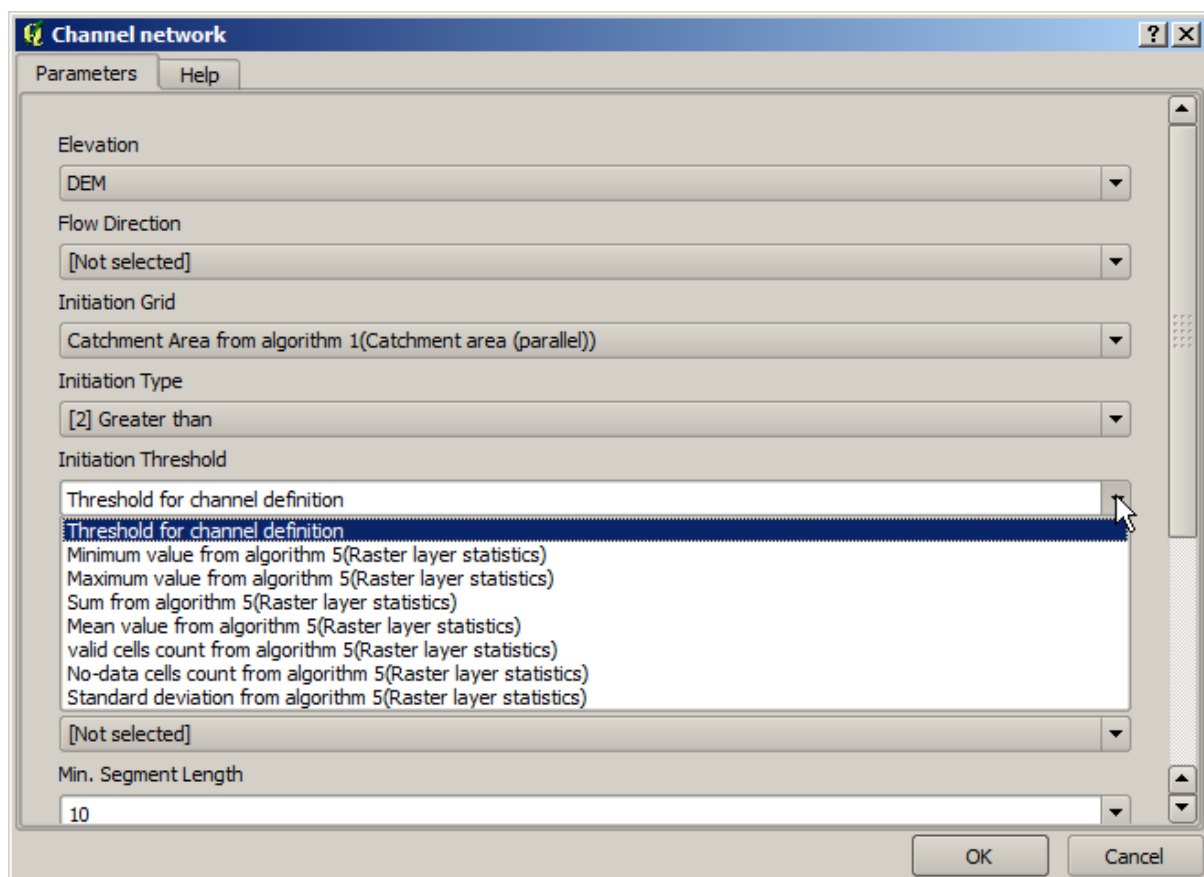 Channel network
Parameters Help
Elevation
DEM
Flow Direction
[Not selected]
Initiation Grid
Catchment Area from algorithm 1(Catchment area (parallel))
Initiation Type
[2] Greater than
Initiation Threshold
Threshold for channel definition
Threshold for channel definition
Minimum value from algorithm 5(Raster layer statistics)
Maximum value from algorithm 5(Raster layer statistics)
Sum from algorithm 5(Raster layer statistics)
Mean value from algorithm 5(Raster layer statistics)
valid cells count from algorithm 5(Raster layer statistics)
No-data cells count from algorithm 5(Raster layer statistics)
Standard deviation from algorithm 5(Raster layer statistics)
[Not selected]
Min. Segment Length
10
OK Cancel